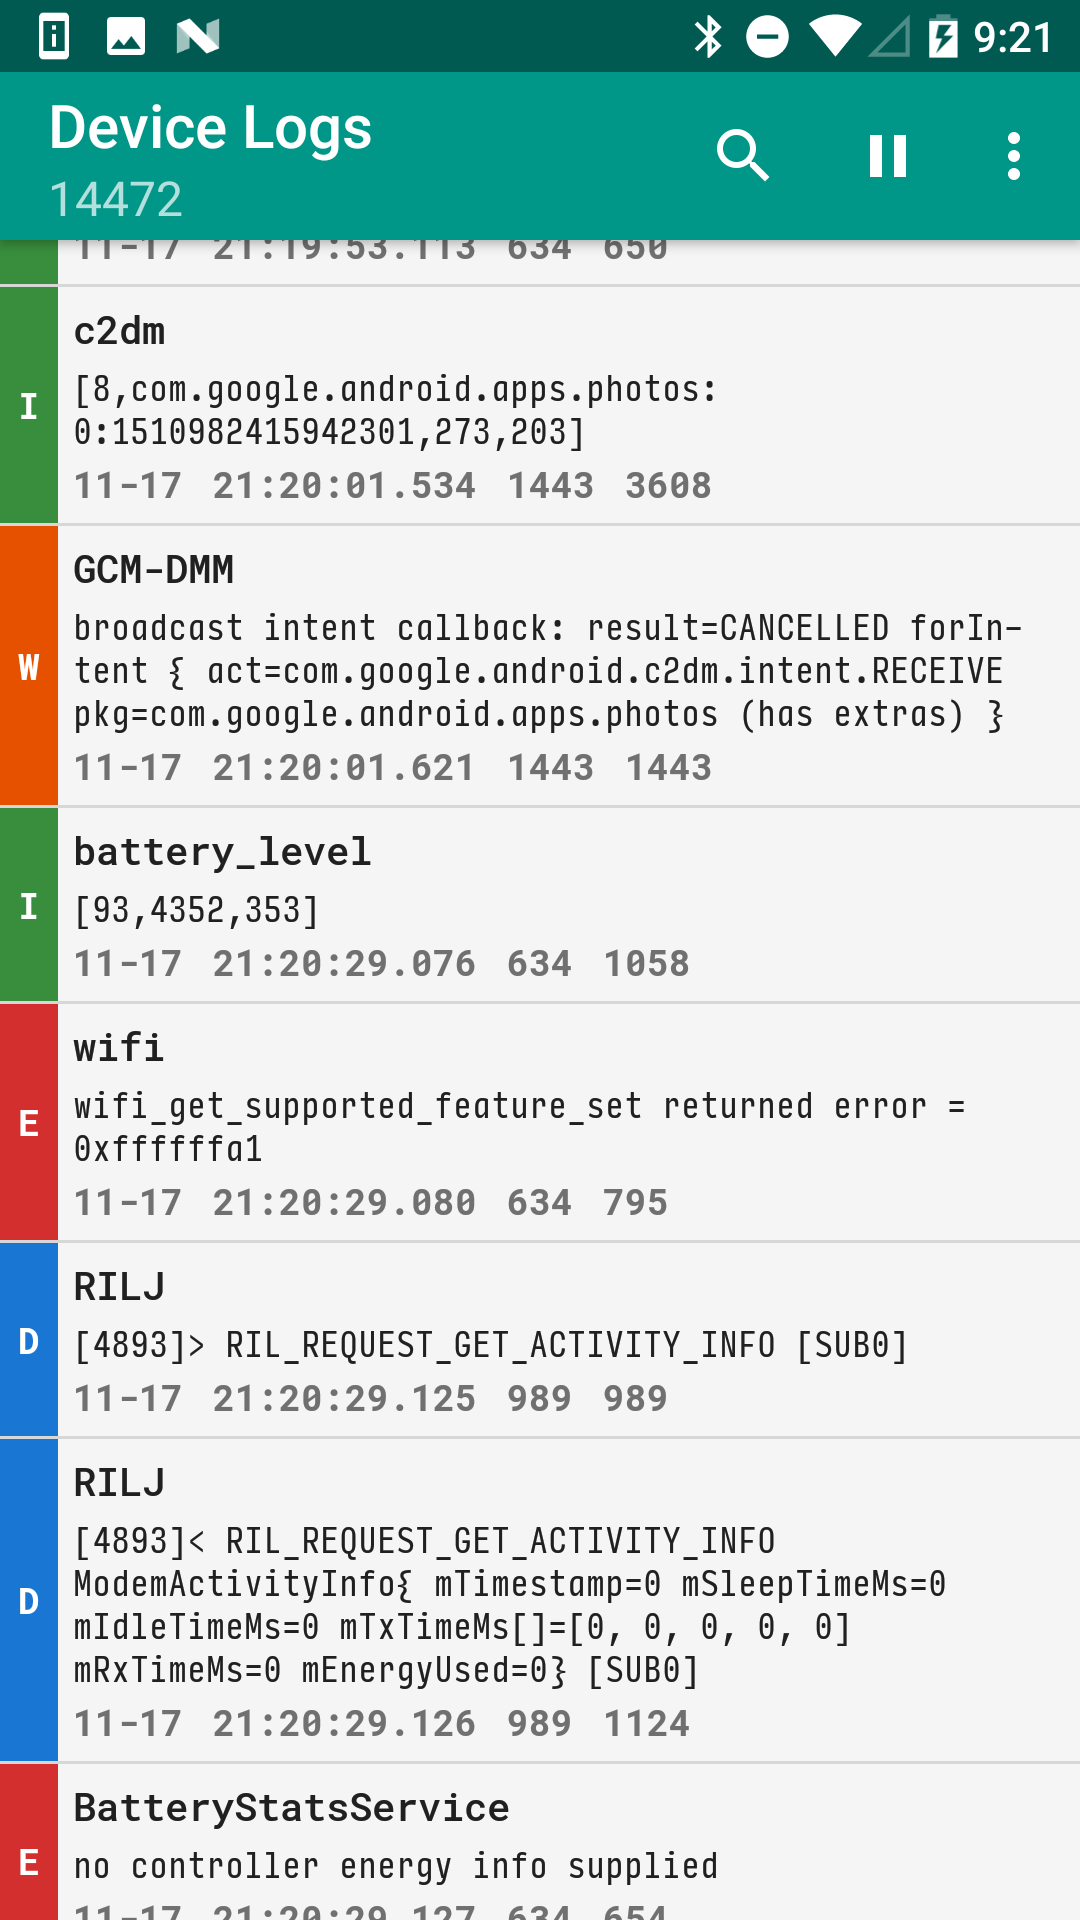 9:21
Device Logs
14472
11-17 21:19:53.113 634 650
c2dm
I
[8,com.google.android.apps.photos:
0:1510982415942301,273,203]
11-17 21:20:01.534 1443 3608
GCM-DMM
W
broadcast intent callback: result=CANCELLED forIn-
tent { act=com.google.android.c2dm.intent.RECEIVE
pkg=com.google.android.apps.photos (has extras) }
11-17 21:20:01.621 1443 1443
battery_level
I
[93,4352,353]
11-17 21:20:29.076 634 1058
wifi
E
wifi_get_supported_feature_set returned error =
0xffffffa1
11-17 21:20:29.080 634 795
RILJ
D
[4893]> RIL_REQUEST_GET_ACTIVITY_INFO [SUB0]
11-17 21:20:29.125 989 989
RILJ
D
[4893]< RIL_REQUEST_GET_ACTIVITY_INFO
ModemActivityInfo{ mTimestamp=0 mSleepTimeMs=0
mIdleTimeMs=0 mTxTimeMs[]=[0, 0, 0, 0, 0]
mRxTimeMs=0 mEnergyUsed=0} [SUB0]
11-17 21:20:29.126 989 1124
BatteryStatsService
E
no controller energy info supplied
11-17 21:20:29.127 634 654